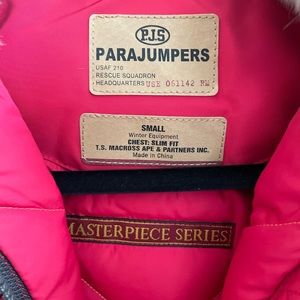 P.J.S
PARAJUMPERS
USAF 210
RESCUE SQUADRON
HEADQUARTERS USE 061142 RM
SMALL
Winter Equipment
CHEST: SLIM FIT
T.S. MACROSS APE & PARTNERS INC.
Made in China
MASTERPIECE SERIES